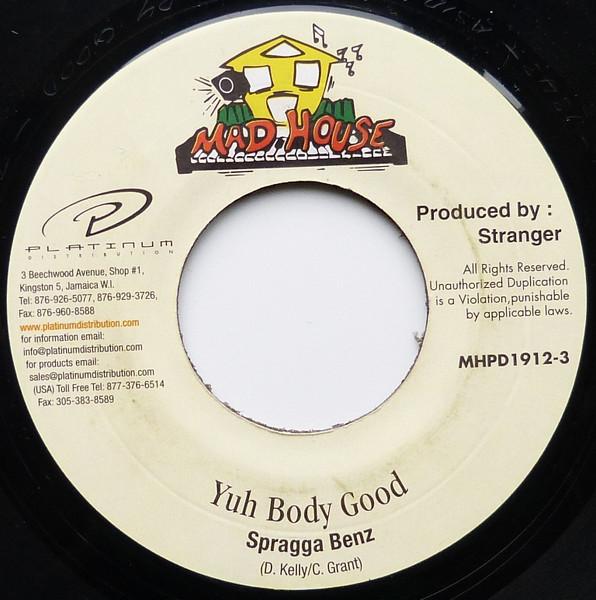 MAD HOUSE
PLATINUM
DISTRIBUTION
3 Beechwood Avenue, Shop #1,
Kingston 5, Jamaica W.I.
Tel: 876-926-5077, 876-929-3726,
Fax: 876-960-8588
www.platinumdistribution.com
for information email:
info@platinumdistribution.com
for products email:
sales@platinumdistribution.com
(USA) Toll Free Tel: 877-376-6514
Fax: 305-383-8589
Produced by :
Stranger
All Rights Reserved.
Unauthorized Duplication
is a Violation,punishable
by applicable laws.
MHPD1912-3
Yuh Body Good
Spragga Benz
(D. Kelly/C. Grant)